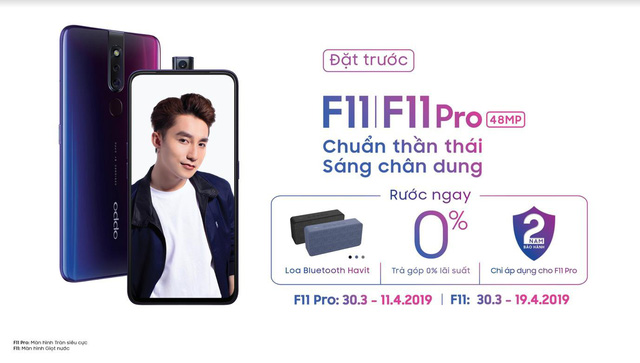 Đặt trước
F11 | F11 Pro 48MP
Chuẩn thần thái
Sáng chân dung
Rước ngay
Loa Bluetooth Havit
0%
Trả góp 0% lãi suất
2
NĂM
BẢO HÀNH
Chỉ áp dụng cho F11 Pro
F11 Pro: 30.3 - 11.4.2019 | F11: 30.3 - 19.4.2019
oppo
F11 Pro: Màn hình Tràn siêu cực
F11: Màn hình Giọt nước